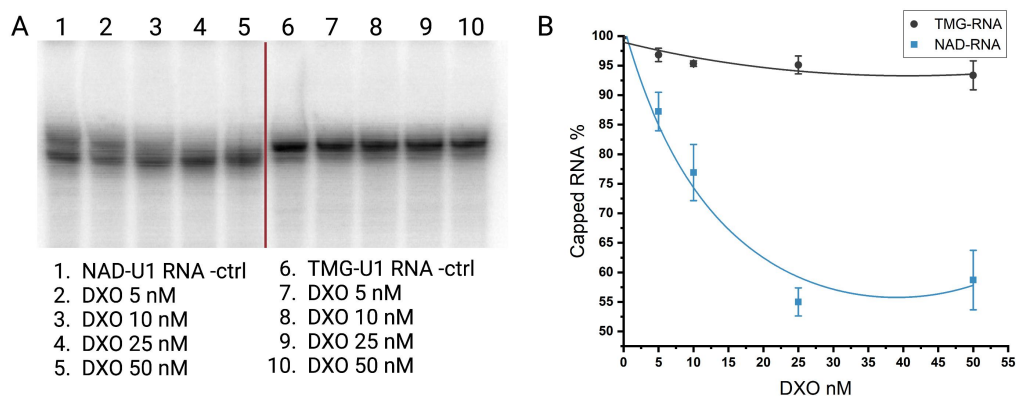 A
1 2 3 4 5 6 7 8 9 10
1. NAD-U1 RNA -ctrl
2. DXO 5 nM
3. DXO 10 nM
4. DXO 25 nM
5. DXO 50 nM
6. TMG-U1 RNA -ctrl
7. DXO 5 nM
8. DXO 10 nM
9. DXO 25 nM
10. DXO 50 nM
B
TMG-RNA
NAD-RNA
Capped RNA %
100
95
90
85
80
75
70
65
60
55
50
0 5 10 15 20 25 30 35 40 45 50 55
DXO nM